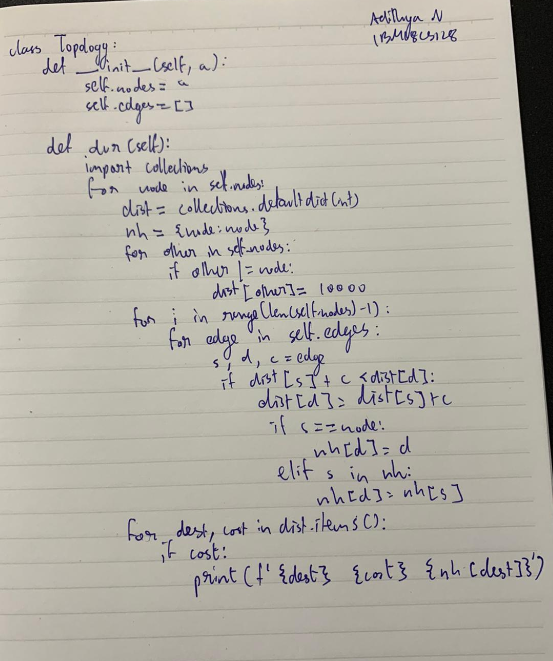 Adithya N
1BM18CS128
class Topology:
def __init__(self, a):
self.nodes = a
self.edges = []
def dvr(self):
import collections
for node in self.nodes:
dist = collections.defaultdict(int)
nh = {node:node}
for other in self.nodes:
if other != node:
dist[other] = 10000
for i in range(len(self.nodes)-1):
for edge in self.edges:
s, d, c = edge
if dist[s] + c < dist[d]:
dist[d] = dist[s]+c
if s == node:
nh[d] = d
elif s in nh:
nh[d] = nh[s]
for dest, cost in dist.items():
if cost:
print(f'{dest} {cost} {nh[dest]}')